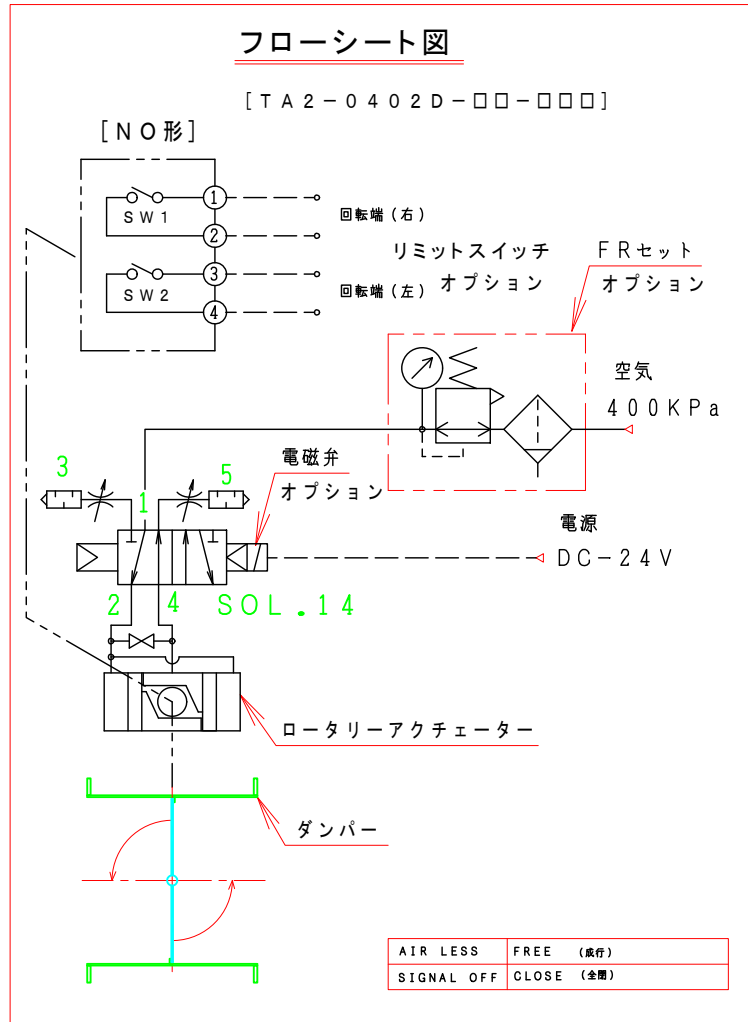 フローシート図
[TA2-0402D-□□-□□□]
[NO形]
SW1
1
2
回転端(右)
SW2
3
4
回転端(左)
リミットスイッチ
オプション
FRセット
オプション
空気
400KPa
電磁弁
オプション
電源
DC-24V
3
1
5
2
4
SOL.14
ロータリーアクチェーター
ダンパー
AIR LESS FREE (成行)
SIGNAL OFF CLOSE (全閉)